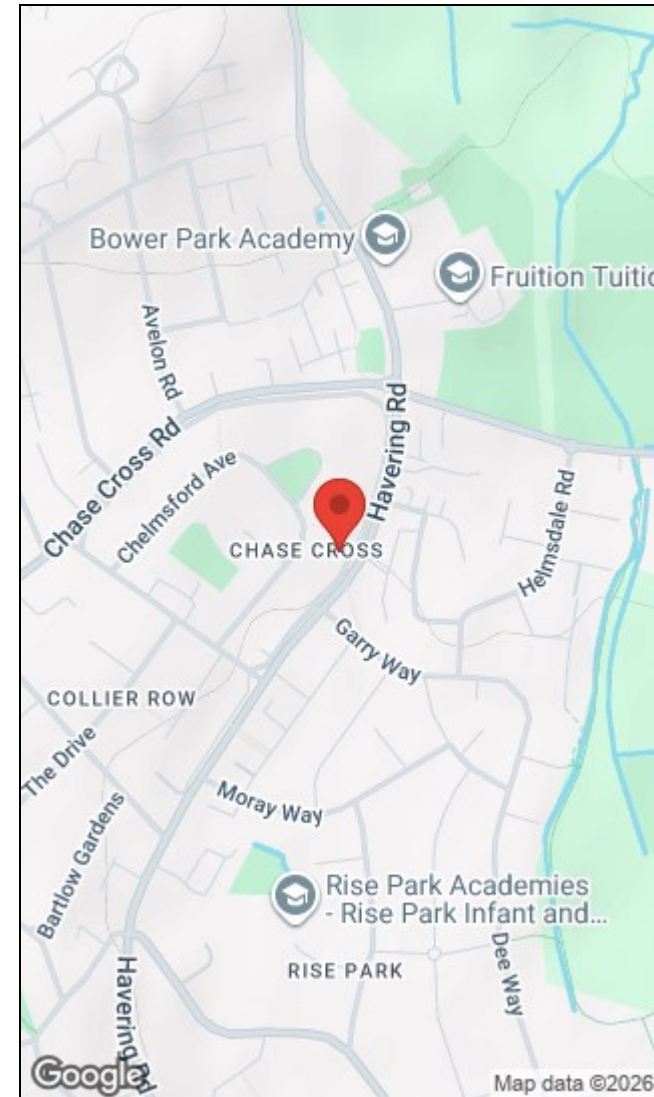 Bower Park Academy
Fruition Tuitic
Avelon Rd
Havering Rd
Chase Cross Rd
Chelmsford Ave
CHASE CROSS
Helmsdale Rd
Garry Way
COLLIER ROW
The Drive
Moray Way
Bartlow Gardens
Rise Park Academies
- Rise Park Infant and...
Dee Way
RISE PARK
Havering Rd
Google
Map data ©2026